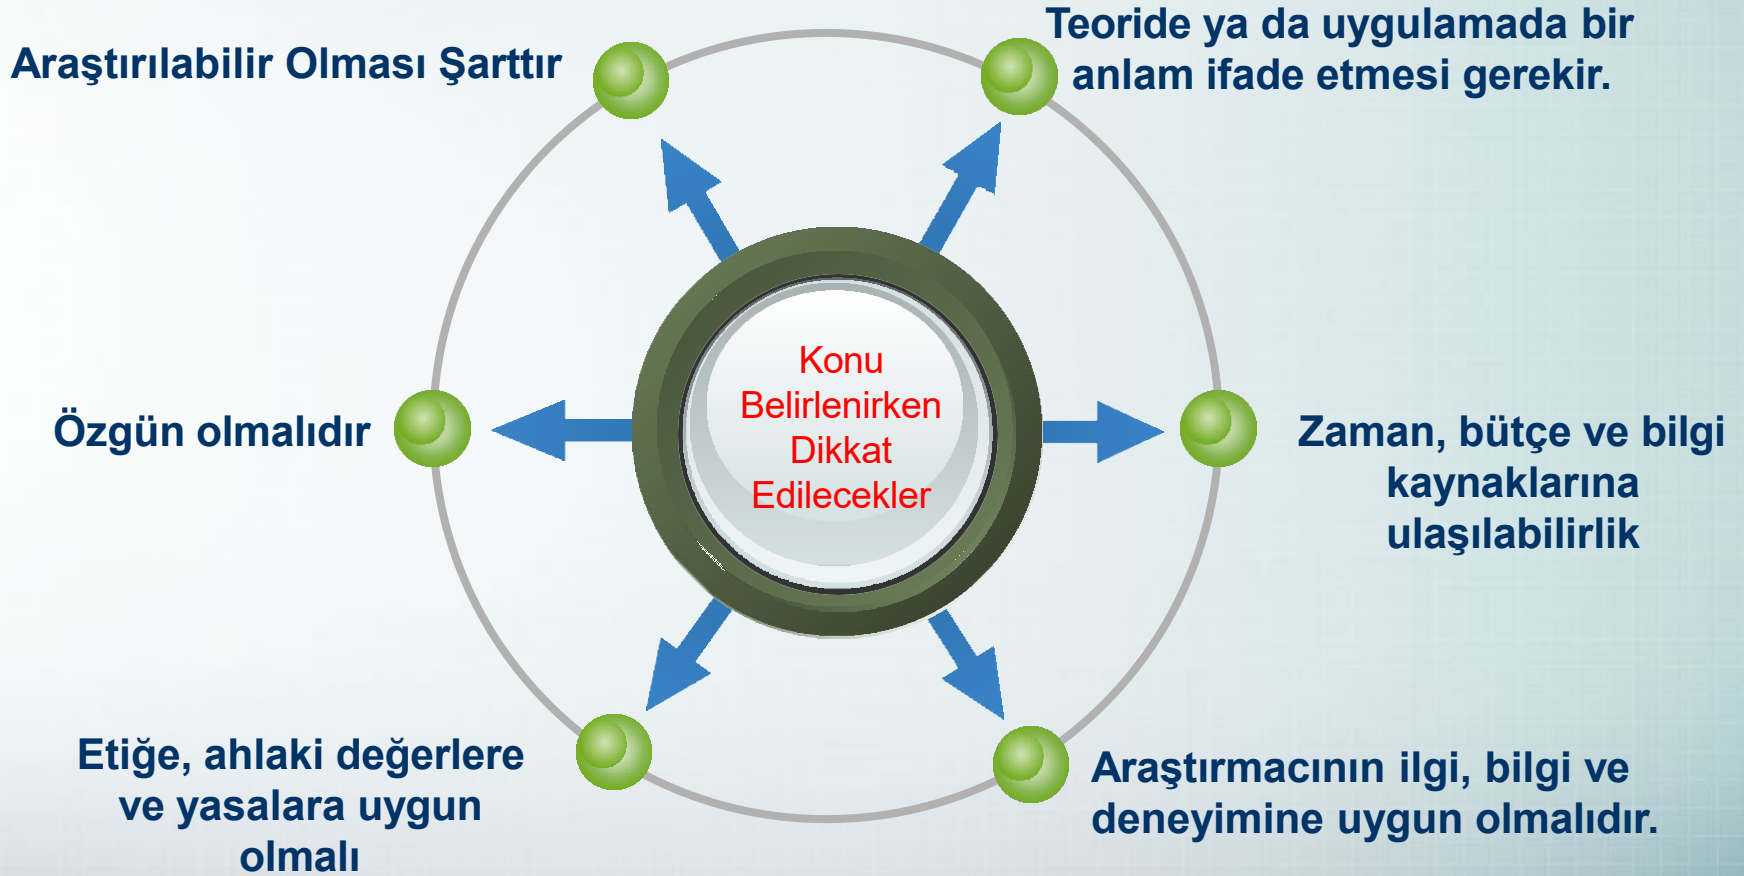 Araştırılabilir Olması Şarttır
Teoride ya da uygulamada bir
anlam ifade etmesi gerekir.
Konu
Belirlenirken
Dikkat
Edilecekler
Özgün olmalıdır
Zaman, bütçe ve bilgi
kaynaklarına
ulaşılabilirlik
Etiğe, ahlaki değerlere
ve yasalara uygun
olmalı
Araştırmacının ilgi, bilgi ve
deneyimine uygun olmalıdır.